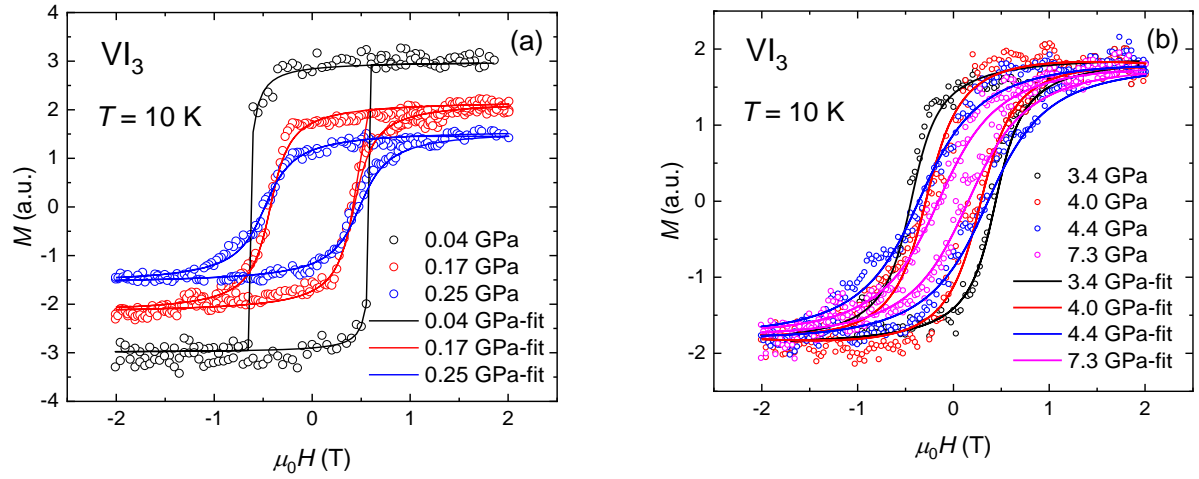 (a)
VI₃
T = 10 K
4
3
2
1
0
-1
-2
-3
-4
M (a.u.)
0.04 GPa
0.17 GPa
0.25 GPa
0.04 GPa-fit
0.17 GPa-fit
0.25 GPa-fit
-2 -1 0 1 2
μ₀H (T)
(b)
VI₃
T = 10 K
2
1
0
-1
-2
M (a.u.)
3.4 GPa
4.0 GPa
4.4 GPa
7.3 GPa
3.4 GPa-fit
4.0 GPa-fit
4.4 GPa-fit
7.3 GPa-fit
-2 -1 0 1 2
μ₀H (T)